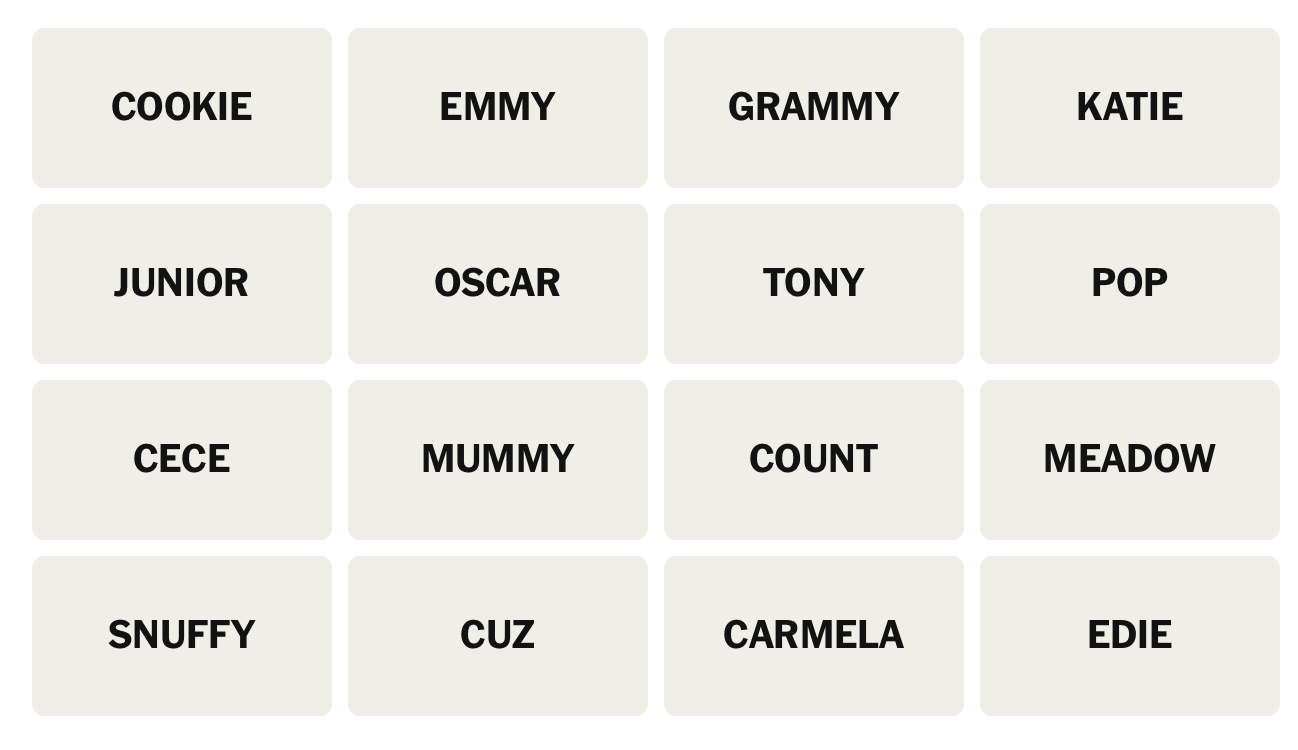 COOKIE
EMMY
GRAMMY
KATIE
JUNIOR
OSCAR
TONY
POP
CECE
MUMMY
COUNT
MEADOW
SNUFFY
CUZ
CARMELA
EDIE